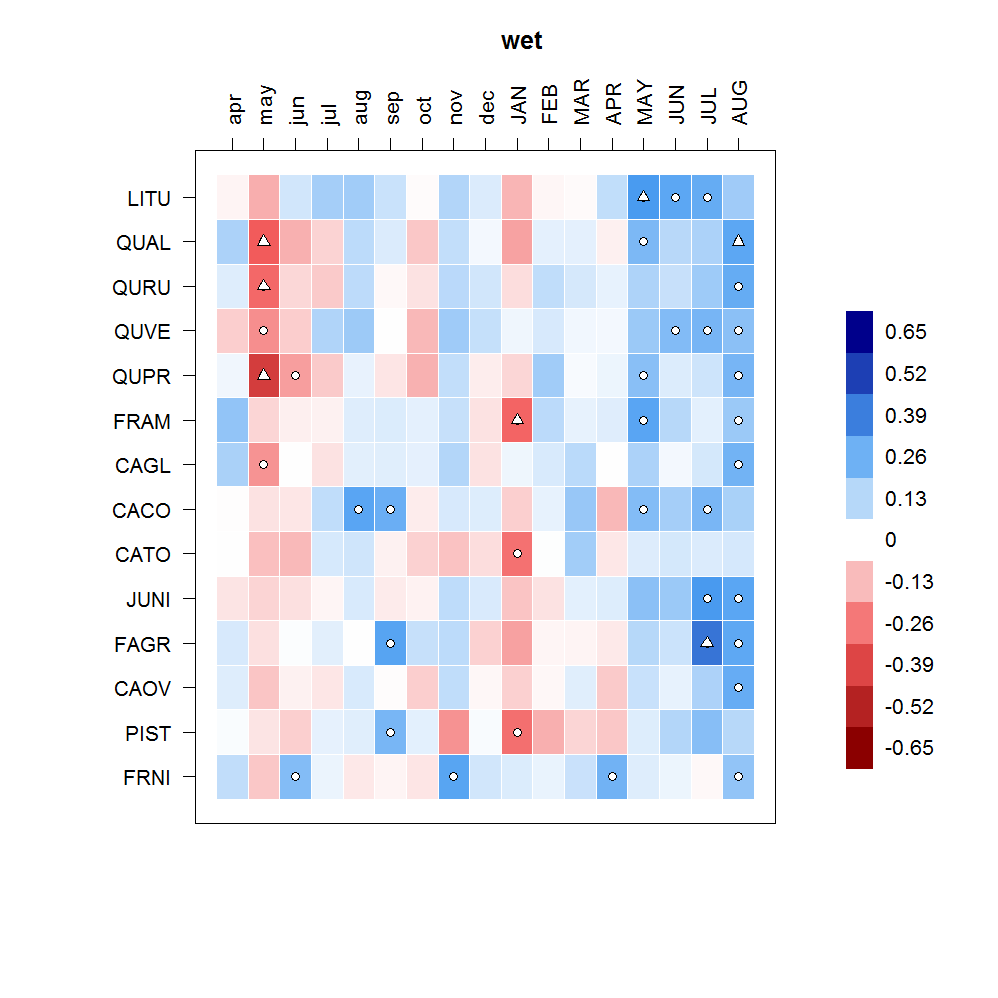 wet
apr may jun jul aug sep oct nov dec JAN FEB MAR APR MAY JUN JUL AUG
LITU
QUAL
QURU
QUVE
QUPR
FRAM
CAGL
CACO
CATO
JUNI
FAGR
CAOV
PIST
FRNI
0.65
0.52
0.39
0.26
0.13
0
-0.13
-0.26
-0.39
-0.52
-0.65